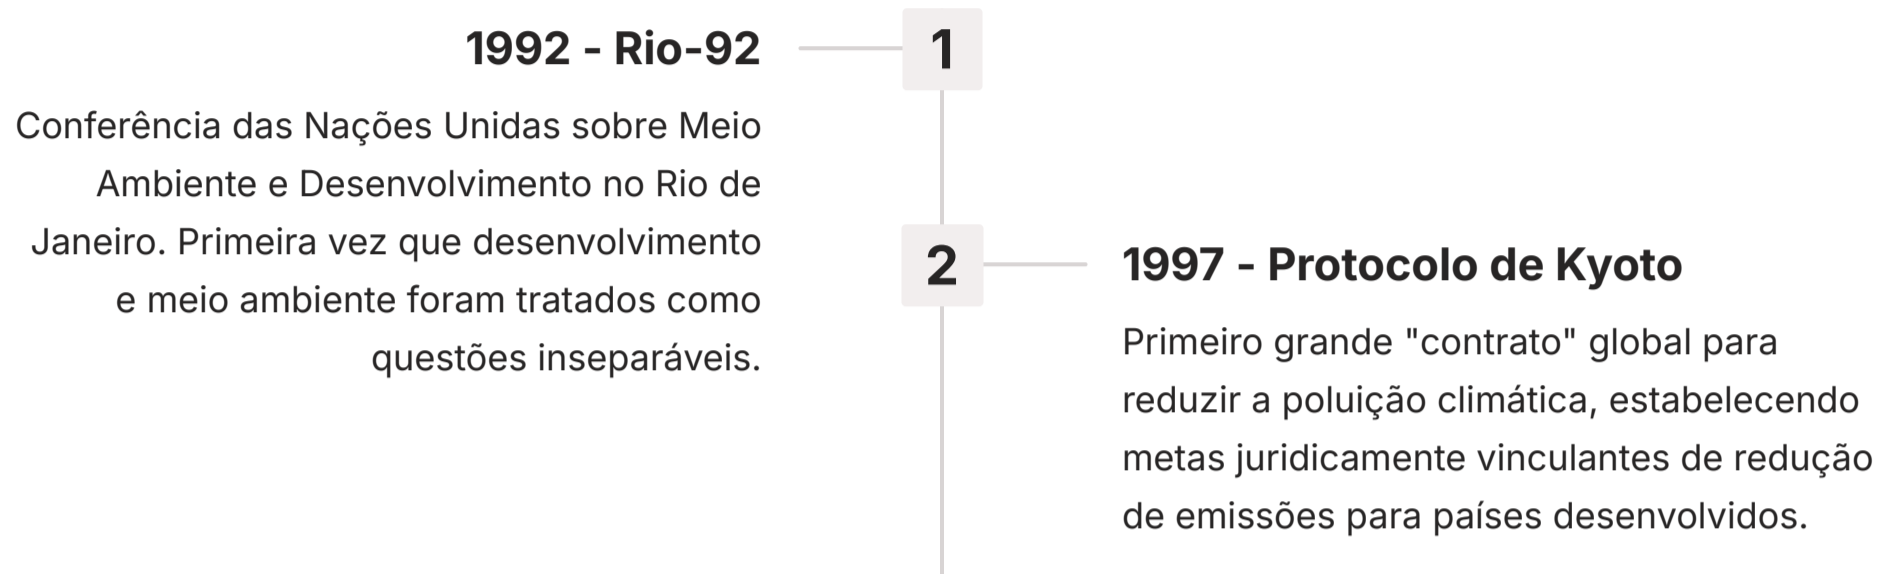 1992 - Rio-92
1
Conferência das Nações Unidas sobre Meio
Ambiente e Desenvolvimento no Rio de
Janeiro. Primeira vez que desenvolvimento
e meio ambiente foram tratados como
questões inseparáveis.
2
1997 - Protocolo de Kyoto
Primeiro grande "contrato" global para
reduzir a poluição climática, estabelecendo
metas juridicamente vinculantes de redução
de emissões para países desenvolvidos.